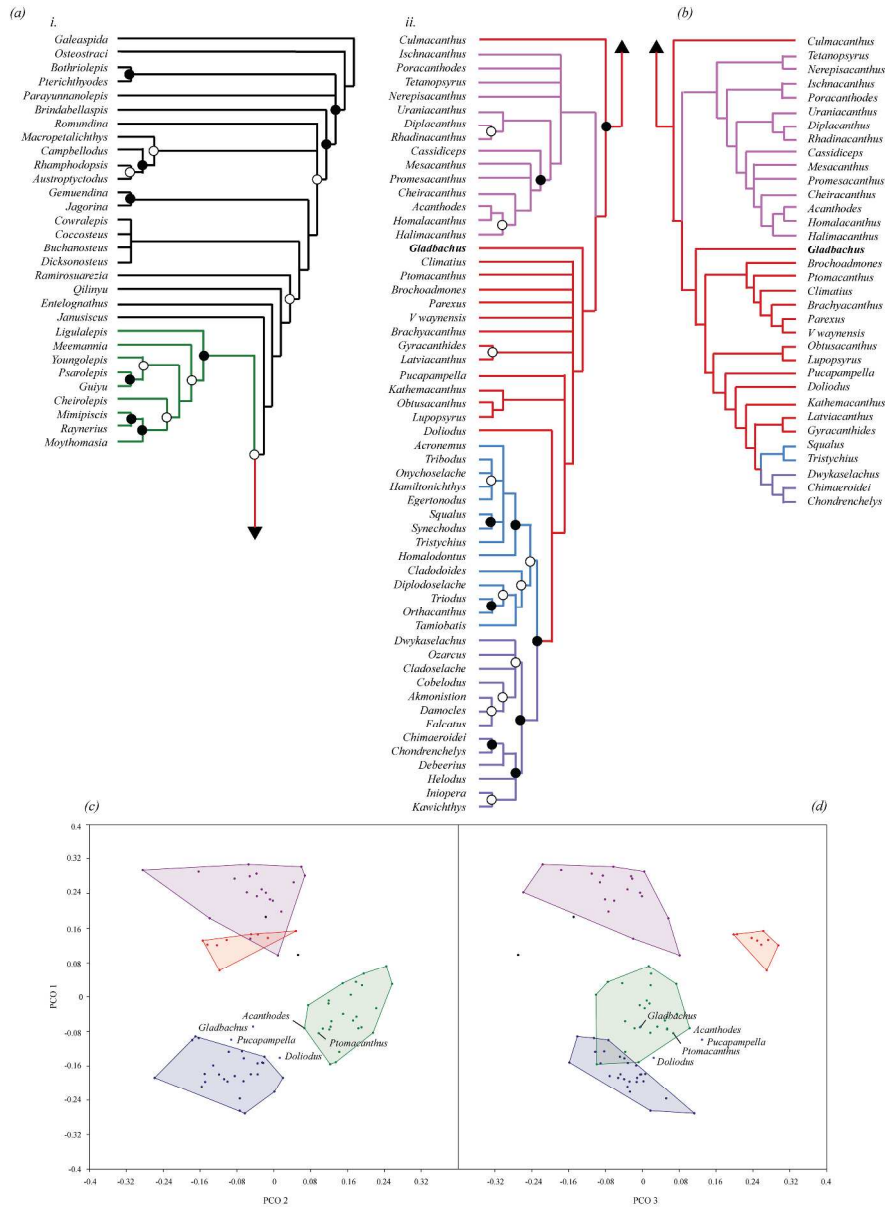 (a)
i.
Galeaspida
Osteostraci
Bothriolepis
Pterichthyodes
Parayunnanolepis
Brindabellaspis
Romundina
Macropetalichthys
Campbellodus
Rhamphodopsis
Austroptyctodus
Gemuendina
Jagorina
Cowralepis
Coccosteus
Buchanosteus
Dicksonosteus
Ramirosuarezia
Qilinyu
Entelognathus
Janusiscus
Ligulalepis
Meemannia
Youngolepis
Psarolepis
Guiyu
Cheirolepis
Mimipiscis
Raynerius
Moythomasia
ii.
Culmacanthus
Ischnacanthus
Poracanthodes
Tetanopsyrus
Nerepisacanthus
Uraniacanthus
Diplacanthus
Rhadinacanthus
Cassidiceps
Mesacanthus
Promesacanthus
Cheiracanthus
Acanthodes
Homalacanthus
Halimacanthus
Gladbachus
Climatius
Ptomacanthus
Brochoadmones
Parexus
V waynensis
Brachyacanthus
Gyracanthides
Latviacanthus
Pucapampella
Kathemacanthus
Obtusacanthus
Lupopsyrus
Doliodus
Acronemus
Tribodus
Onychoselache
Hamiltonichthys
Egertonodus
Squalus
Synechodus
Tristychius
Homalodontus
Cladodoides
Diplodoselache
Triodus
Orthacanthus
Tamiobatis
Dwykaselachus
Ozarcus
Cladoselache
Cobelodus
Akmonistion
Damocles
Falcatus
Chimaeroidei
Chondrenchelys
Debeerius
Helodus
Iniopera
Kawichthys
(b)
Culmacanthus
Tetanopsyrus
Nerepisacanthus
Ischnacanthus
Poracanthodes
Uraniacanthus
Diplacanthus
Rhadinacanthus
Cassidiceps
Mesacanthus
Promesacanthus
Cheiracanthus
Acanthodes
Homalacanthus
Halimacanthus
Gladbachus
Brochoadmones
Ptomacanthus
Climatius
Brachyacanthus
Parexus
V waynensis
Obtusacanthus
Lupopsyrus
Pucapampella
Doliodus
Kathemacanthus
Latviacanthus
Gyracanthides
Squalus
Tristychius
Dwykaselachus
Chimaeroidei
Chondrenchelys
(c)
0.4
0.32
0.24
0.16
0.08
0
-0.08
-0.16
-0.24
-0.32
-0.4
PCO 1
Acanthodes
Gladbachus
Pucapampella
Ptomacanthus
Doliodus
-0.4 -0.32 -0.24 -0.16 -0.08 0 0.08 0.16 0.24 0.32
PCO 2
(d)
Gladbachus
Acanthodes
Pucapampella
Ptomacanthus
Doliodus
-0.4 -0.32 -0.24 -0.16 -0.08 0 0.08 0.16 0.24 0.32 0.4
PCO 3